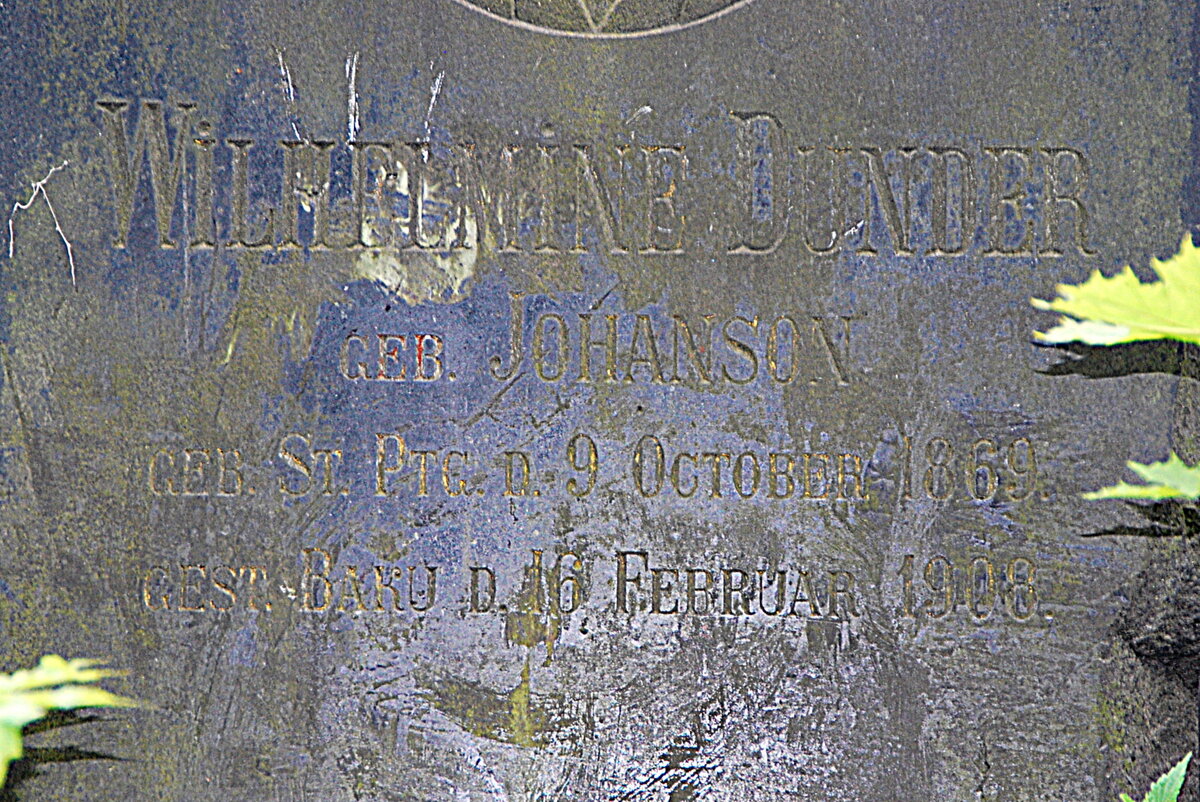 WILHELMINE DUNDER
GEB. JOHANSON
GEB. ST. PTG. D. 9 OCTOBER 1869.
GEST. BAKU D. 16 FEBRUAR 1908.